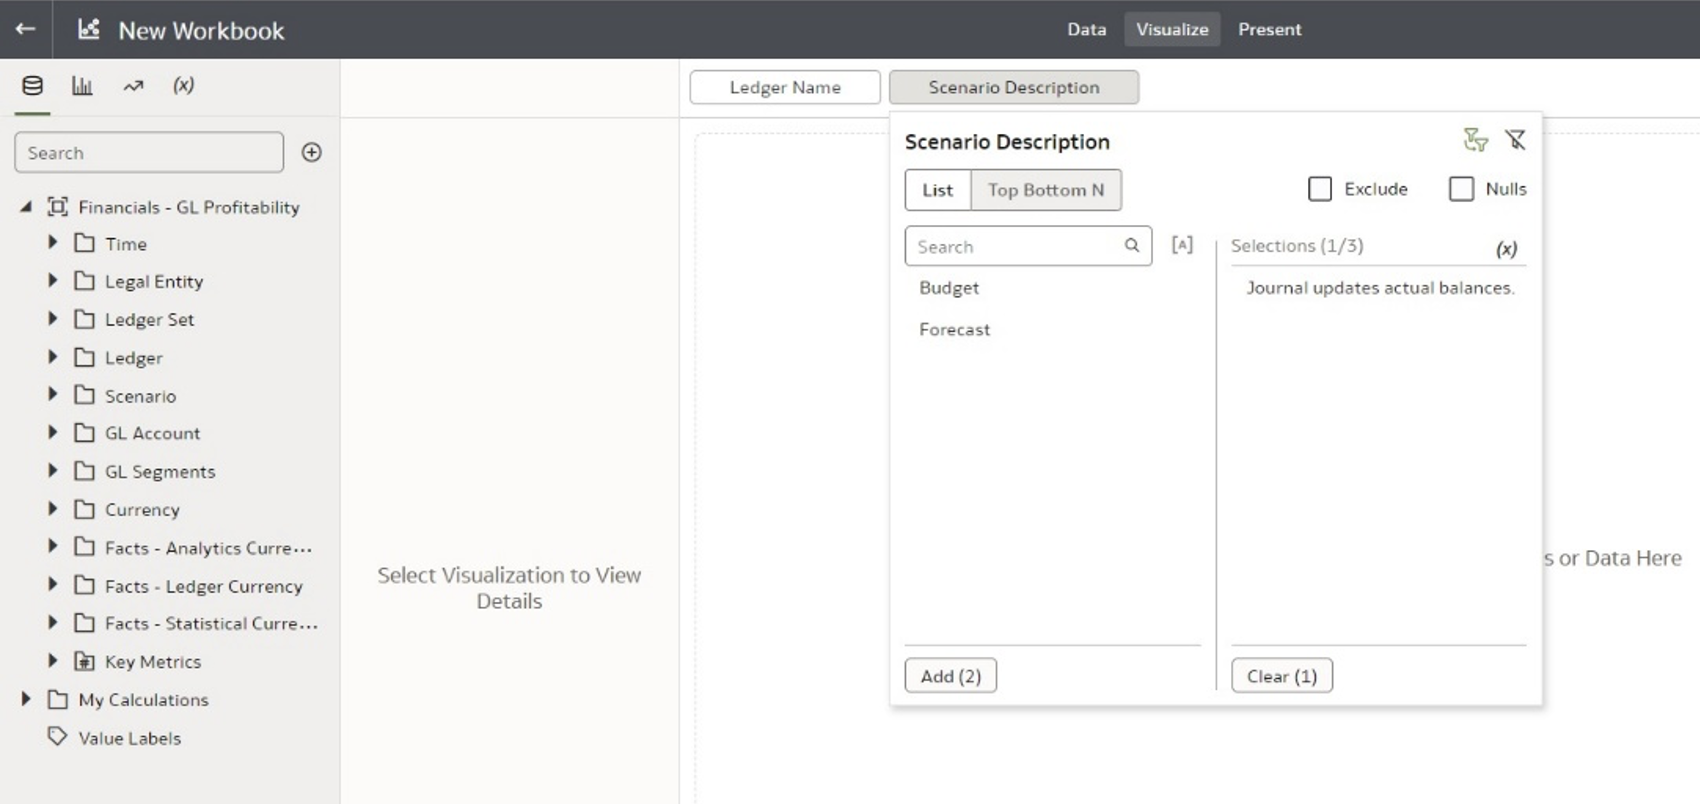 New Workbook
Data
Visualize
Present
(x)
Ledger Name
Scenario Description
Search
Financials - GL Profitability
Time
Legal Entity
Ledger Set
Ledger
Scenario
GL Account
GL Segments
Currency
Facts - Analytics Curre...
Facts - Ledger Currency
Facts - Statistical Curre...
Key Metrics
My Calculations
Value Labels
Select Visualization to View
Details
Scenario Description
List
Top Bottom N
Exclude
Nulls
Search
[A]
Selections (1/3)
(x)
Budget
Forecast
Journal updates actual balances.
Add (2)
Clear (1)
s or Data Here